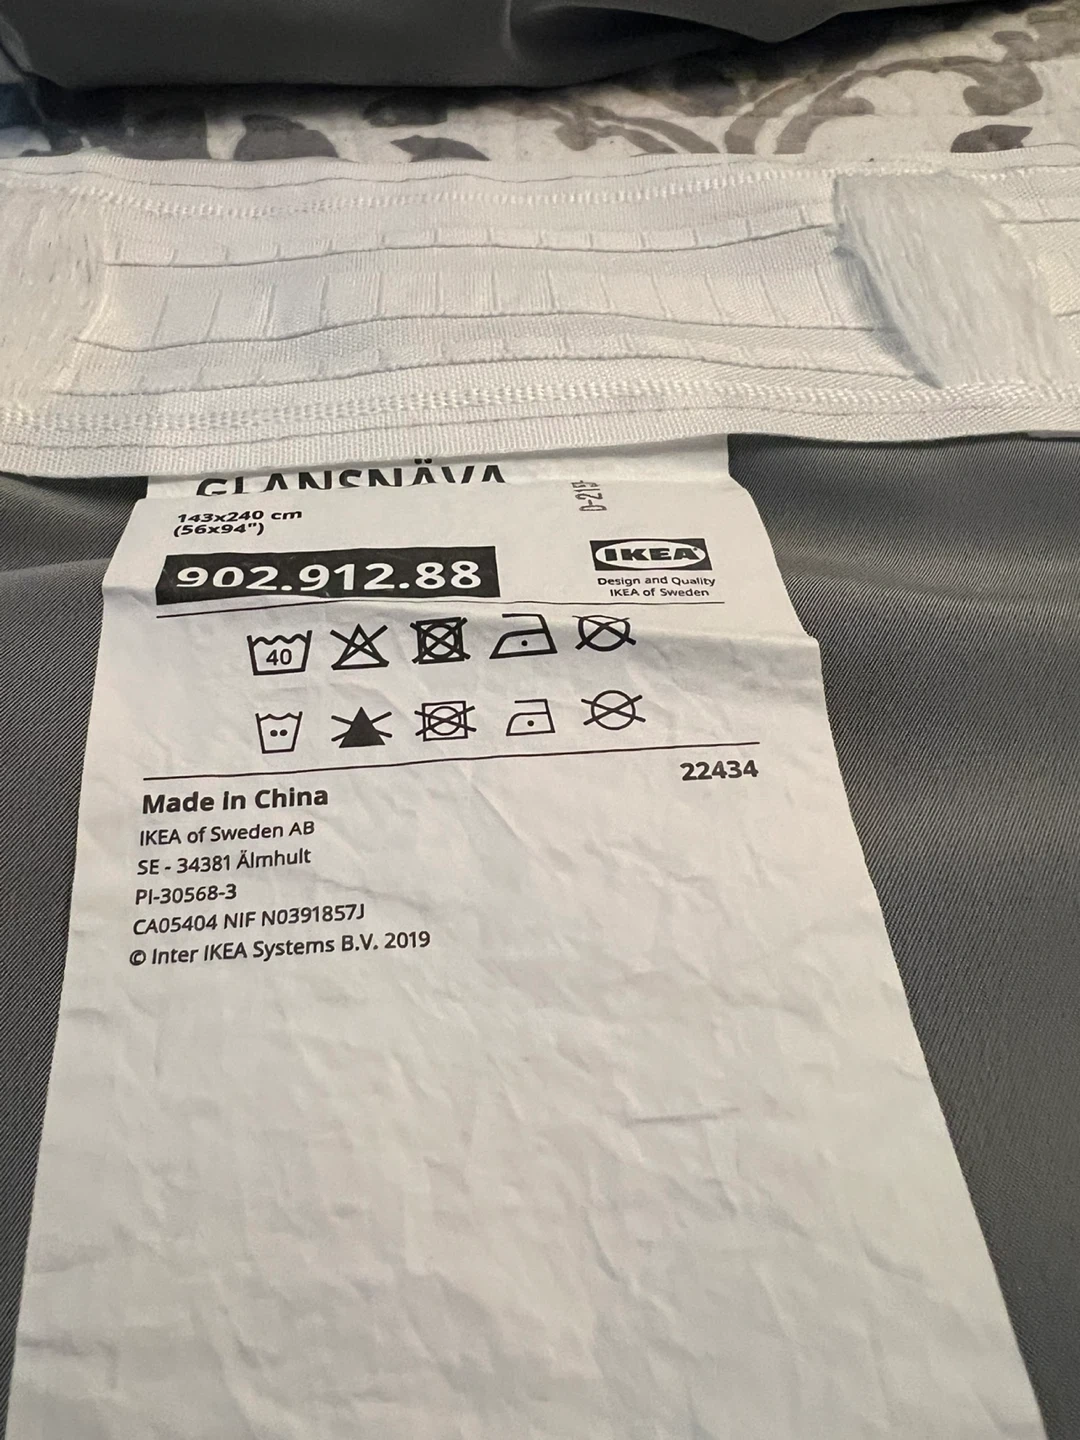 GLANSNÄVA
143x240 cm
(56x94")
902.912.88
IKEA
Design and Quality
IKEA of Sweden
40
22434
Made in China
IKEA of Sweden AB
SE - 34381 Älmhult
PI-30568-3
CA05404 NIF N0391857J
© Inter IKEA Systems B.V. 2019